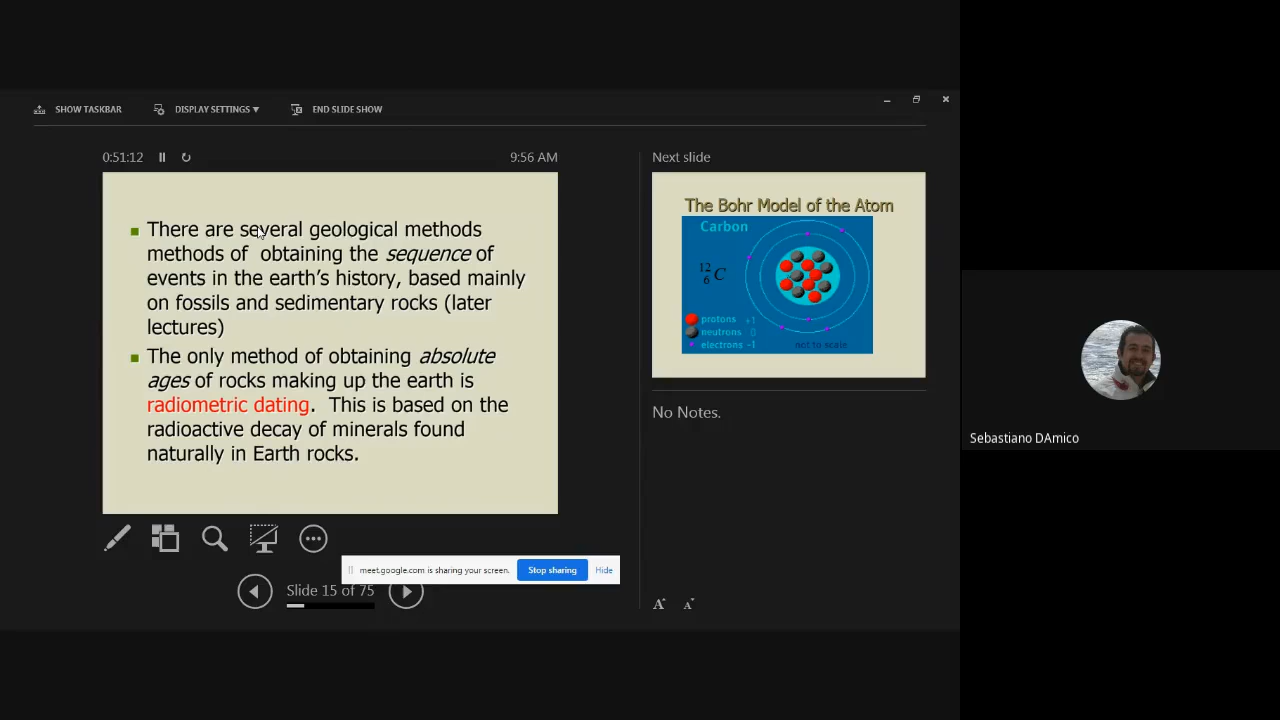 SHOW TASKBAR DISPLAY SETTINGS END SLIDE SHOW
0:51:12 9:56 AM
There are several geological methods
methods of obtaining the sequence of
events in the earth's history, based mainly
on fossils and sedimentary rocks (later
lectures)
The only method of obtaining absolute
ages of rocks making up the earth is
radiometric dating. This is based on the
radioactive decay of minerals found
naturally in Earth rocks.
meet.google.com is sharing your screen. Stop sharing Hide
Slide 15 of 75
Next slide
The Bohr Model of the Atom
Carbon
12
6 C
protons +1
neutrons 0
electrons -1
not to scale
No Notes.
A A
Sebastiano DAmico